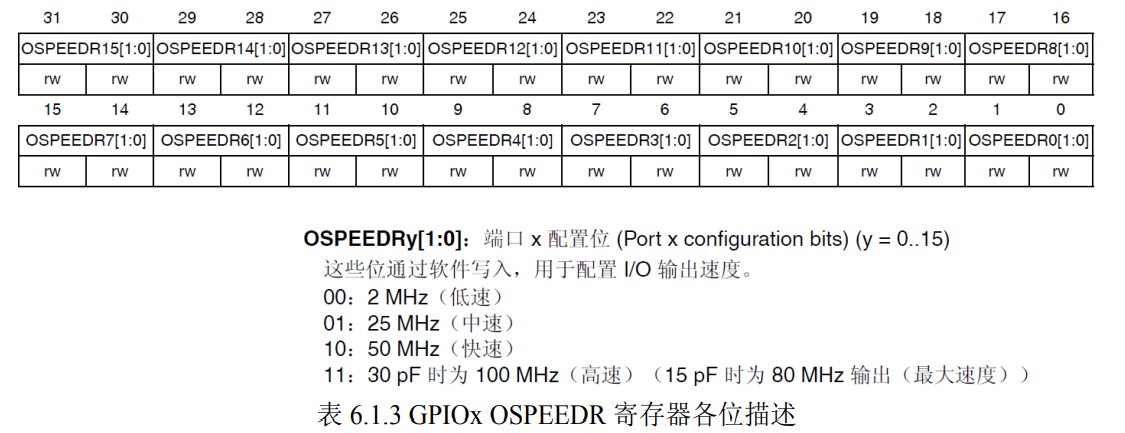 31 30 29 28 27 26 25 24 23 22 21 20 19 18 17 16
OSPEEDR15[1:0] OSPEEDR14[1:0] OSPEEDR13[1:0] OSPEEDR12[1:0] OSPEEDR11[1:0] OSPEEDR10[1:0] OSPEEDR9[1:0] OSPEEDR8[1:0]
rw rw rw rw rw rw rw rw rw rw rw rw rw rw rw rw
15 14 13 12 11 10 9 8 7 6 5 4 3 2 1 0
OSPEEDR7[1:0] OSPEEDR6[1:0] OSPEEDR5[1:0] OSPEEDR4[1:0] OSPEEDR3[1:0] OSPEEDR2[1:0] OSPEEDR1[1:0] OSPEEDR0[1:0]
rw rw rw rw rw rw rw rw rw rw rw rw rw rw rw rw
OSPEEDRy[1:0]：端口 x 配置位 (Port x configuration bits) (y = 0..15)
这些位通过软件写入，用于配置 I/O 输出速度。
00：2 MHz（低速）
01：25 MHz（中速）
10：50 MHz（快速）
11：30 pF 时为 100 MHz（高速）（15 pF 时为 80 MHz 输出（最大速度））
表 6.1.3 GPIOx OSPEEDR 寄存器各位描述